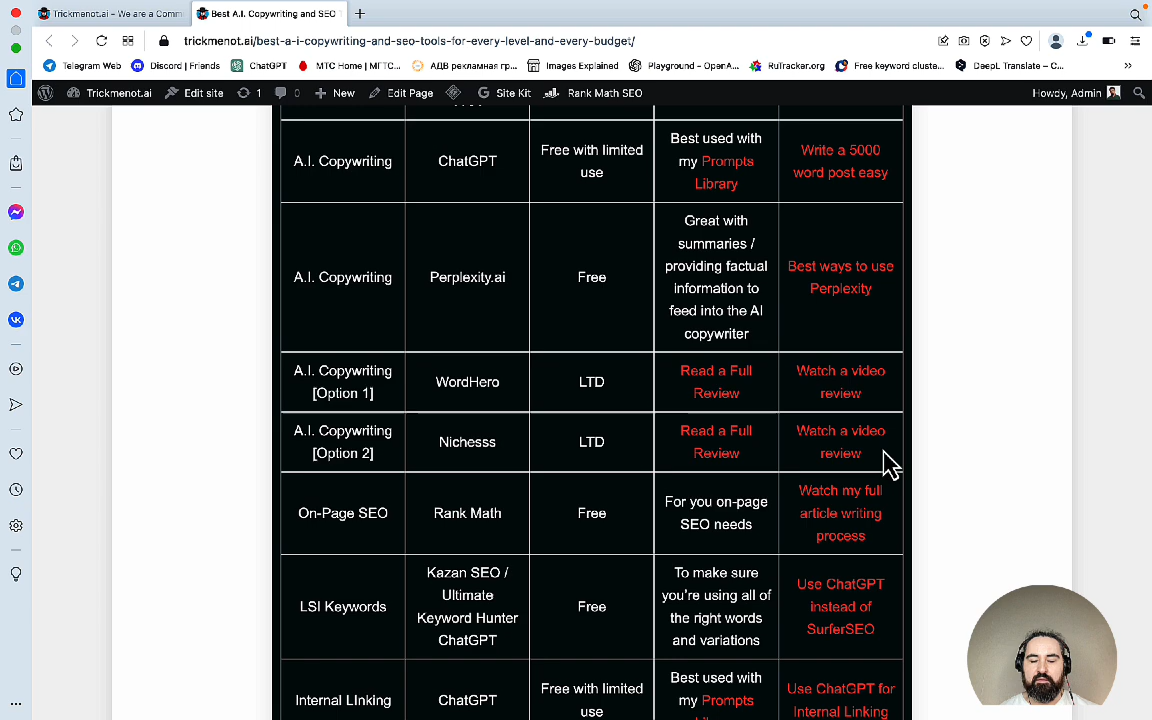 Trickmenot.ai – We are a Comm
Best A.I. Copywriting and SEO T
trickmenot.ai/best-a-i-copywriting-and-seo-tools-for-every-level-and-every-budget/
Telegram Web
Discord | Friends
ChatGPT
МТС Home | МТГ...
АДВ рекламная гр...
Images Explained
Playground – OpenA...
RuTracker.org
Free keyword cluste...
DeepL Translate – C...
Trickmenot.ai
Edit site
1
0
New
Edit Page
Site Kit
Rank Math SEO
Howdy, Admin
A.I. Copywriting
ChatGPT
Free with limited
use
Best used with
my Prompts
Library
Write a 5000
word post easy
A.I. Copywriting
Perplexity.ai
Free
Great with
summaries /
providing factual
information to
feed into the AI
copywriter
Best ways to use
Perplexity
A.I. Copywriting
[Option 1]
WordHero
LTD
Read a Full
Review
Watch a video
review
A.I. Copywriting
[Option 2]
Nichesss
LTD
Read a Full
Review
Watch a video
review
On-Page SEO
Rank Math
Free
For you on-page
SEO needs
Watch my full
article writing
process
LSI Keywords
Kazan SEO /
Ultimate
Keyword Hunter
ChatGPT
Free
To make sure
you're using all of
the right words
and variations
Use ChatGPT
instead of
SurferSEO
Internal LInking
ChatGPT
Free with limited
use
Best used with
my Prompts
Use ChatGPT for
Internal Linking